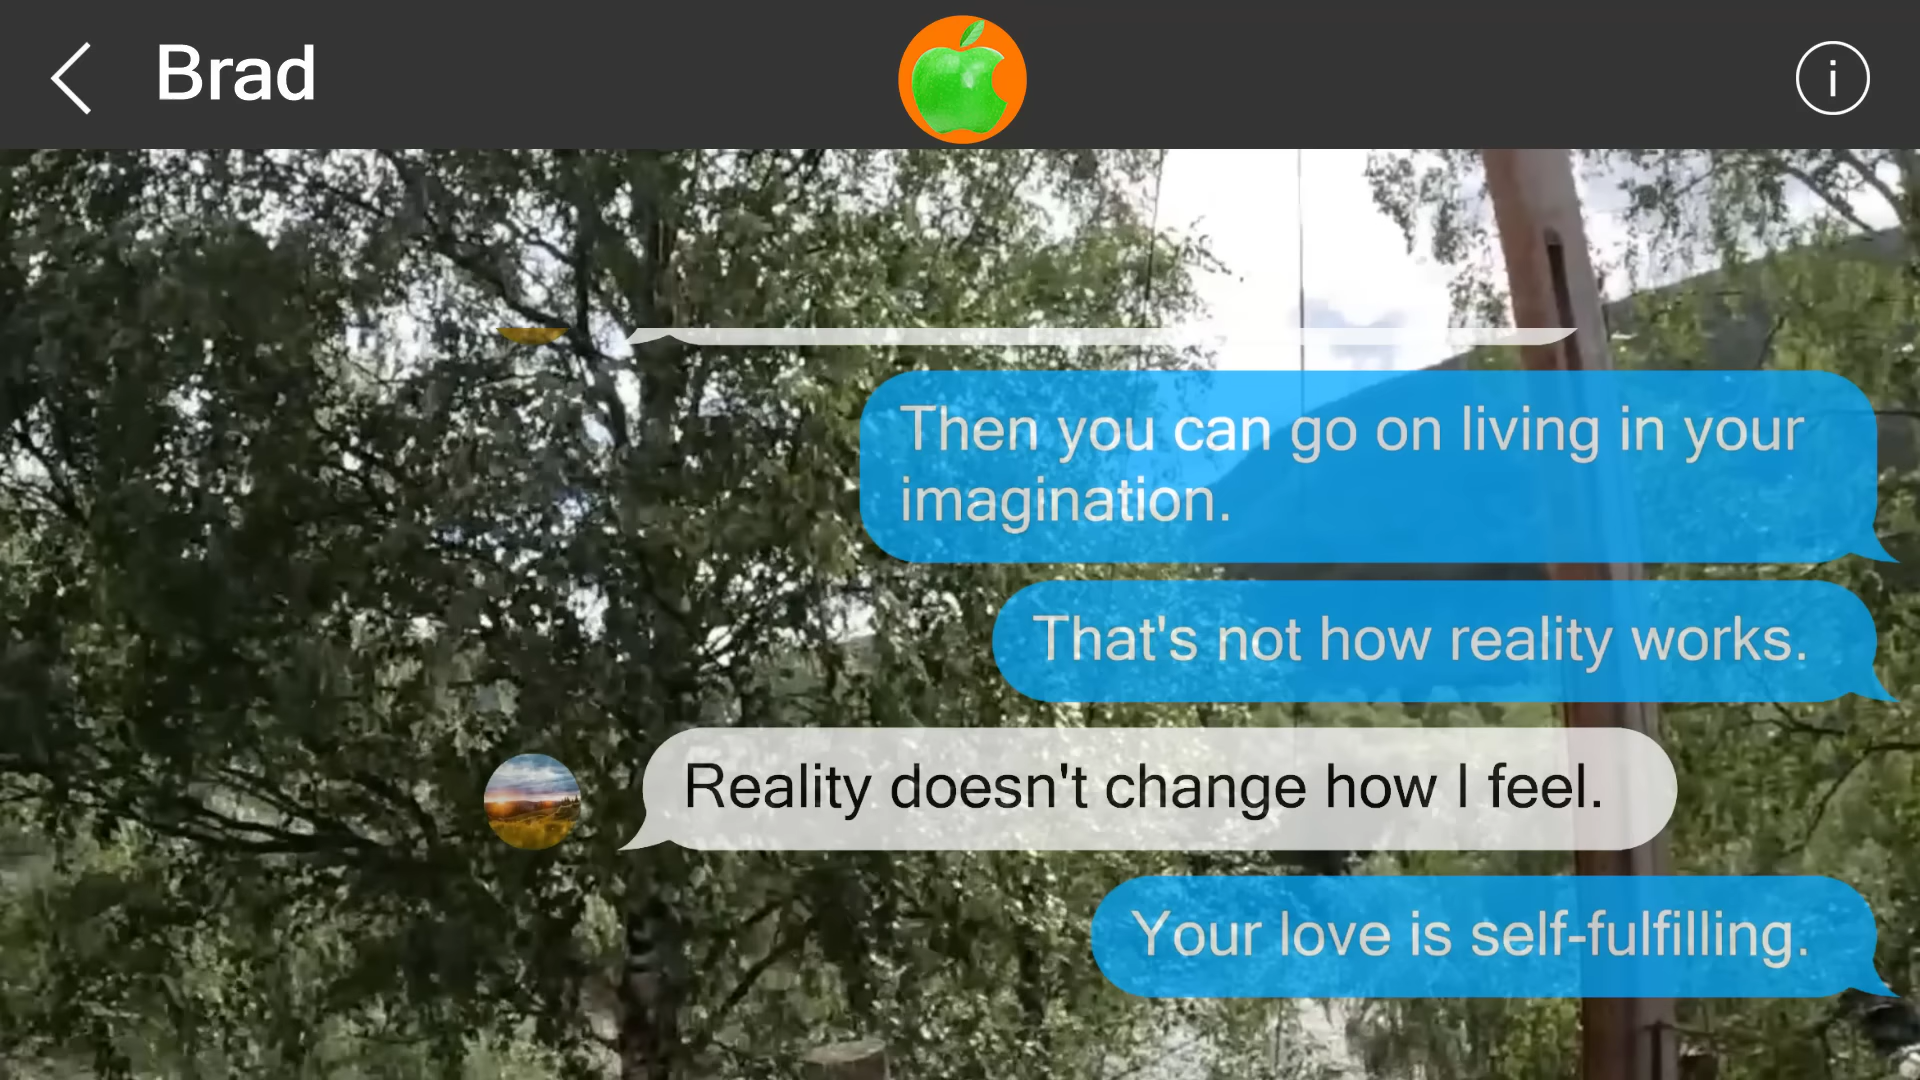 Brad
Then you can go on living in your
imagination.
That's not how reality works.
Reality doesn't change how I feel.
Your love is self-fulfilling.